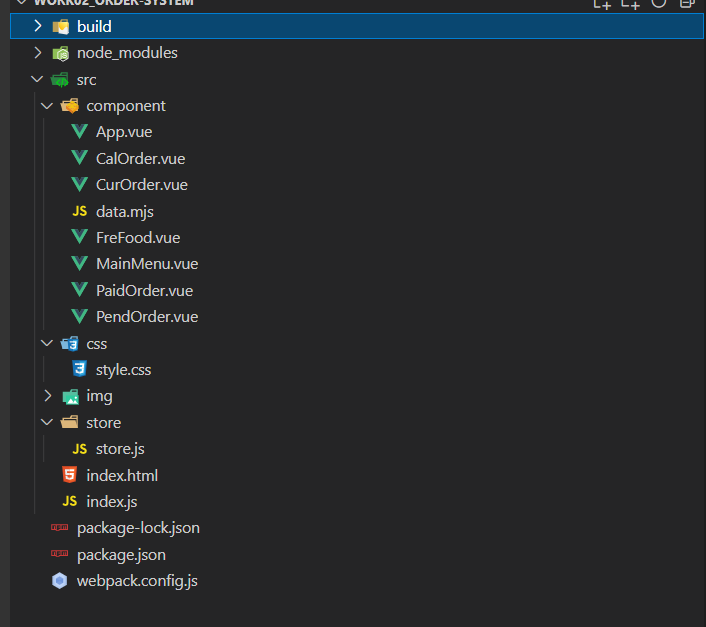 WORK02_ORDER-SYSTEM
build
node_modules
src
component
App.vue
CalOrder.vue
CurOrder.vue
JS data.mjs
FreFood.vue
MainMenu.vue
PaidOrder.vue
PendOrder.vue
css
style.css
img
store
JS store.js
index.html
JS index.js
package-lock.json
package.json
webpack.config.js